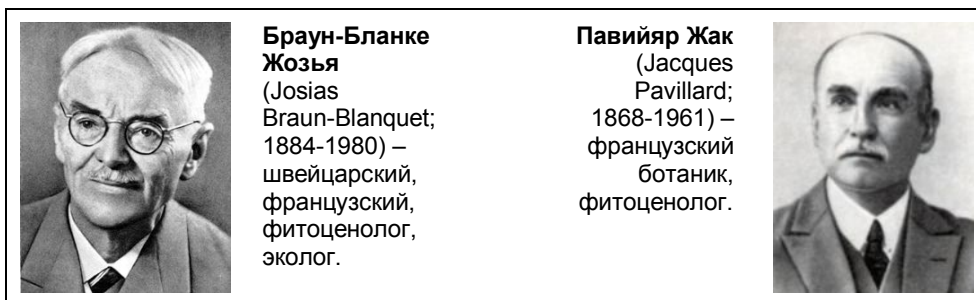 Браун-Бланке
Жозья
(Josias
Braun-Blanquet;
1884-1980) –
швейцарский,
французский,
фитоценолог,
эколог.
Павийяр Жак
(Jacques
Pavillard;
1868-1961) –
французский
ботаник,
фитоценолог.